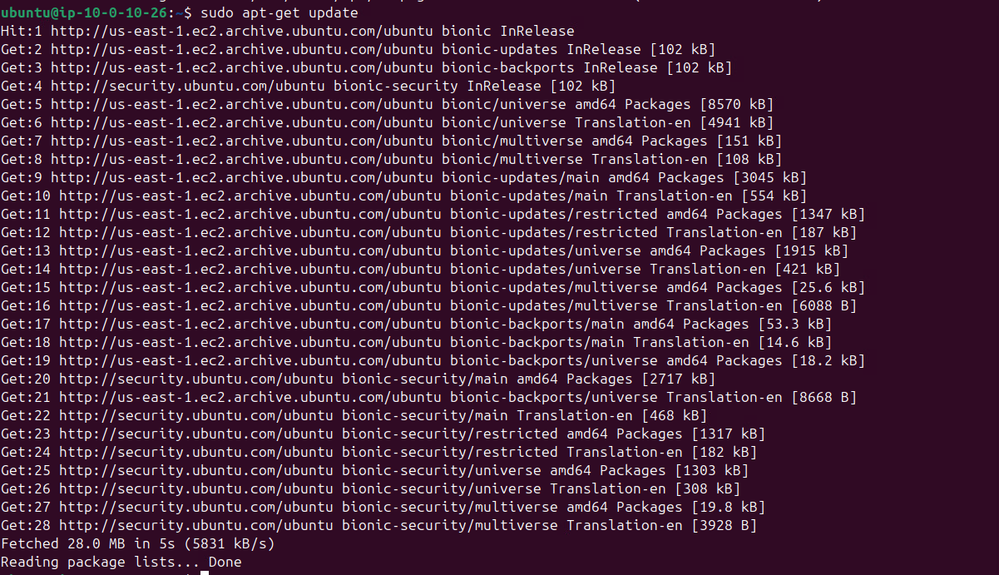 ubuntu@ip-10-0-10-26:~$ sudo apt-get update
Hit:1 http://us-east-1.ec2.archive.ubuntu.com/ubuntu bionic InRelease
Get:2 http://us-east-1.ec2.archive.ubuntu.com/ubuntu bionic-updates InRelease [102 kB]
Get:3 http://us-east-1.ec2.archive.ubuntu.com/ubuntu bionic-backports InRelease [102 kB]
Get:4 http://security.ubuntu.com/ubuntu bionic-security InRelease [102 kB]
Get:5 http://us-east-1.ec2.archive.ubuntu.com/ubuntu bionic/universe amd64 Packages [8570 kB]
Get:6 http://us-east-1.ec2.archive.ubuntu.com/ubuntu bionic/universe Translation-en [4941 kB]
Get:7 http://us-east-1.ec2.archive.ubuntu.com/ubuntu bionic/multiverse amd64 Packages [151 kB]
Get:8 http://us-east-1.ec2.archive.ubuntu.com/ubuntu bionic/multiverse Translation-en [108 kB]
Get:9 http://us-east-1.ec2.archive.ubuntu.com/ubuntu bionic-updates/main amd64 Packages [3045 kB]
Get:10 http://us-east-1.ec2.archive.ubuntu.com/ubuntu bionic-updates/main Translation-en [554 kB]
Get:11 http://us-east-1.ec2.archive.ubuntu.com/ubuntu bionic-updates/restricted amd64 Packages [1347 kB]
Get:12 http://us-east-1.ec2.archive.ubuntu.com/ubuntu bionic-updates/restricted Translation-en [187 kB]
Get:13 http://us-east-1.ec2.archive.ubuntu.com/ubuntu bionic-updates/universe amd64 Packages [1915 kB]
Get:14 http://us-east-1.ec2.archive.ubuntu.com/ubuntu bionic-updates/universe Translation-en [421 kB]
Get:15 http://us-east-1.ec2.archive.ubuntu.com/ubuntu bionic-updates/multiverse amd64 Packages [25.6 kB]
Get:16 http://us-east-1.ec2.archive.ubuntu.com/ubuntu bionic-updates/multiverse Translation-en [6088 B]
Get:17 http://us-east-1.ec2.archive.ubuntu.com/ubuntu bionic-backports/main amd64 Packages [53.3 kB]
Get:18 http://us-east-1.ec2.archive.ubuntu.com/ubuntu bionic-backports/main Translation-en [14.6 kB]
Get:19 http://us-east-1.ec2.archive.ubuntu.com/ubuntu bionic-backports/universe amd64 Packages [18.2 kB]
Get:20 http://security.ubuntu.com/ubuntu bionic-security/main amd64 Packages [2717 kB]
Get:21 http://us-east-1.ec2.archive.ubuntu.com/ubuntu bionic-backports/universe Translation-en [8668 B]
Get:22 http://security.ubuntu.com/ubuntu bionic-security/main Translation-en [468 kB]
Get:23 http://security.ubuntu.com/ubuntu bionic-security/restricted amd64 Packages [1317 kB]
Get:24 http://security.ubuntu.com/ubuntu bionic-security/restricted Translation-en [182 kB]
Get:25 http://security.ubuntu.com/ubuntu bionic-security/universe amd64 Packages [1303 kB]
Get:26 http://security.ubuntu.com/ubuntu bionic-security/universe Translation-en [308 kB]
Get:27 http://security.ubuntu.com/ubuntu bionic-security/multiverse amd64 Packages [19.8 kB]
Get:28 http://security.ubuntu.com/ubuntu bionic-security/multiverse Translation-en [3928 B]
Fetched 28.0 MB in 5s (5831 kB/s)
Reading package lists... Done